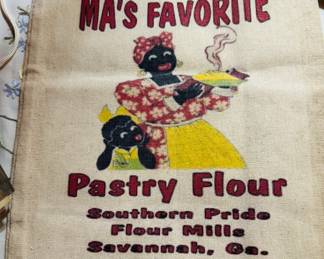 MA'S FAVORITE
Pastry Flour
Southern Pride
Flour Mills
Savannah, Ga.